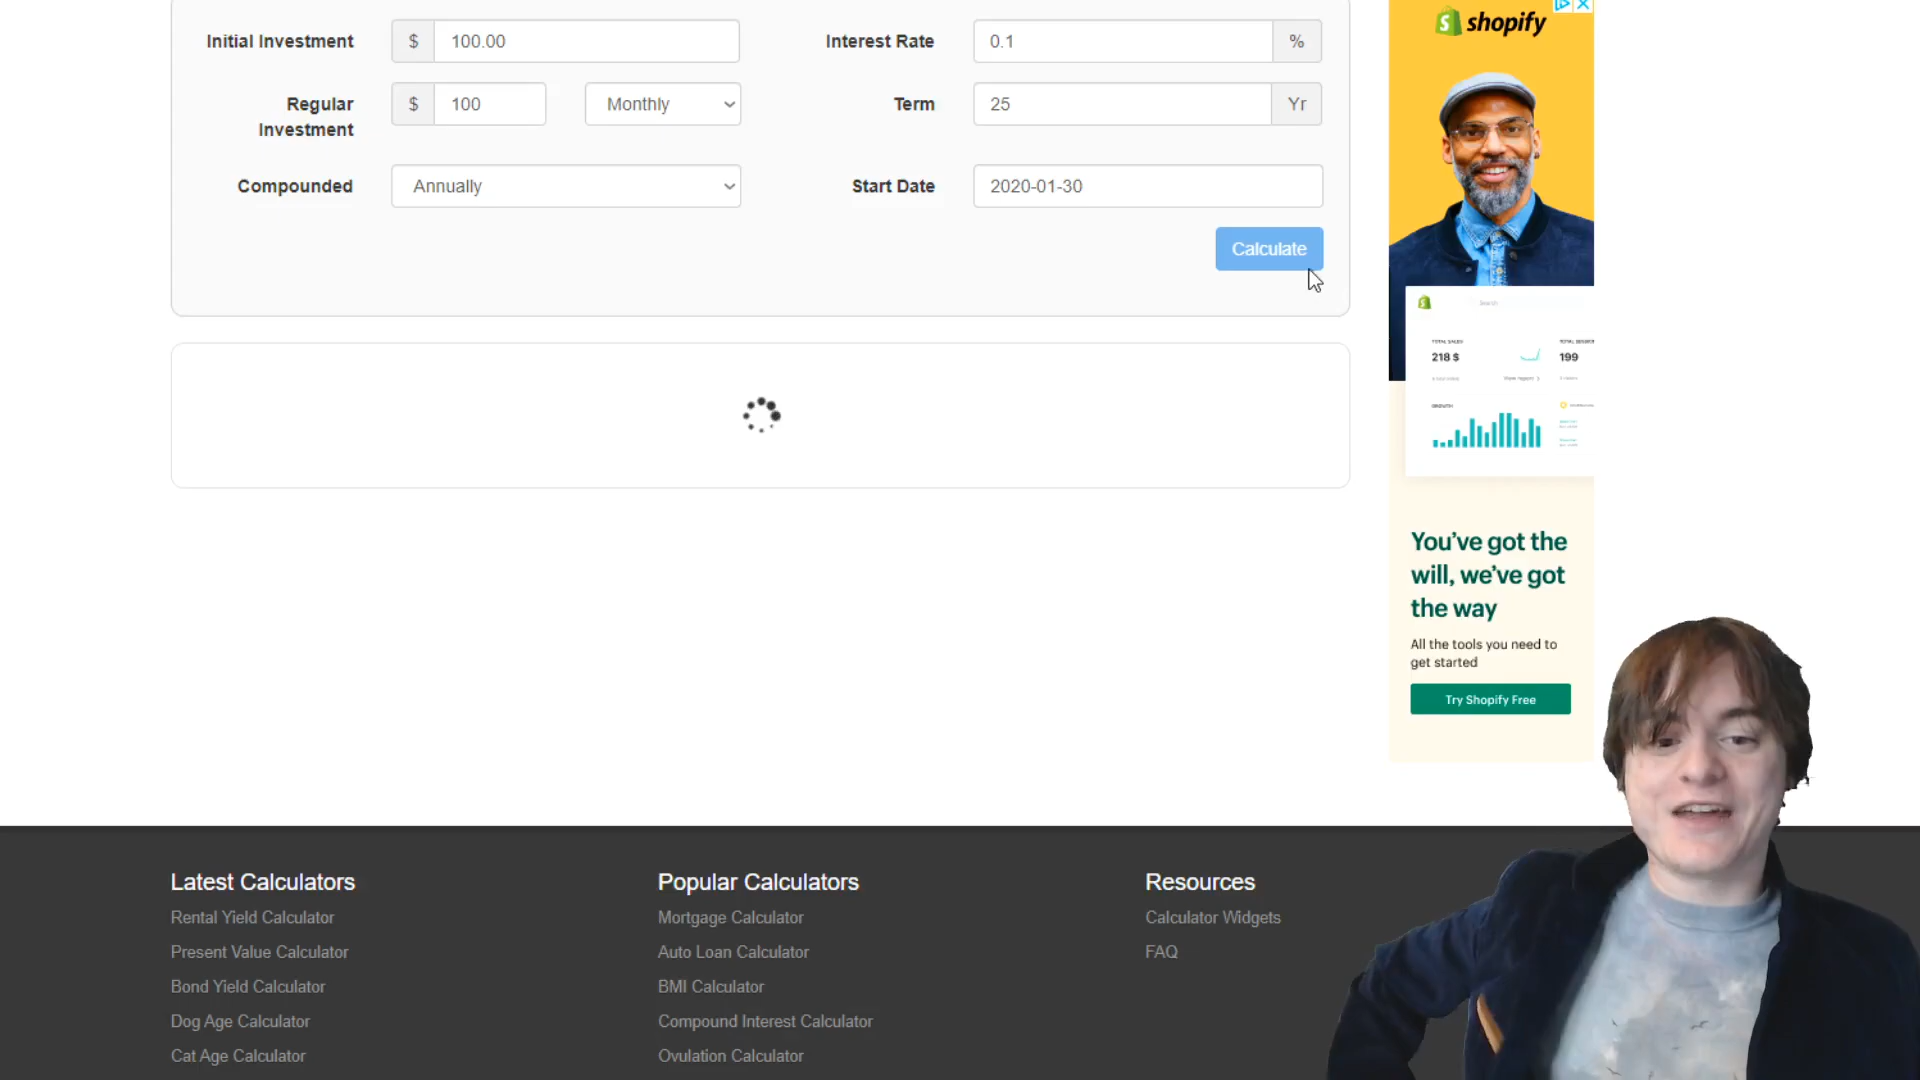 Initial Investment $ 100.00 Interest Rate 0.1 %
Regular Investment $ 100 Monthly Term 25 Yr
Compounded Annually Start Date 2020-01-30
Calculate
shopify
Search
TOTAL SALES
218 $
199
GROWTH
You've got the
will, we've got
the way
All the tools you need to
get started
Try Shopify Free
Latest Calculators
Rental Yield Calculator
Present Value Calculator
Bond Yield Calculator
Dog Age Calculator
Cat Age Calculator
Popular Calculators
Mortgage Calculator
Auto Loan Calculator
BMI Calculator
Compound Interest Calculator
Ovulation Calculator
Resources
Calculator Widgets
FAQ